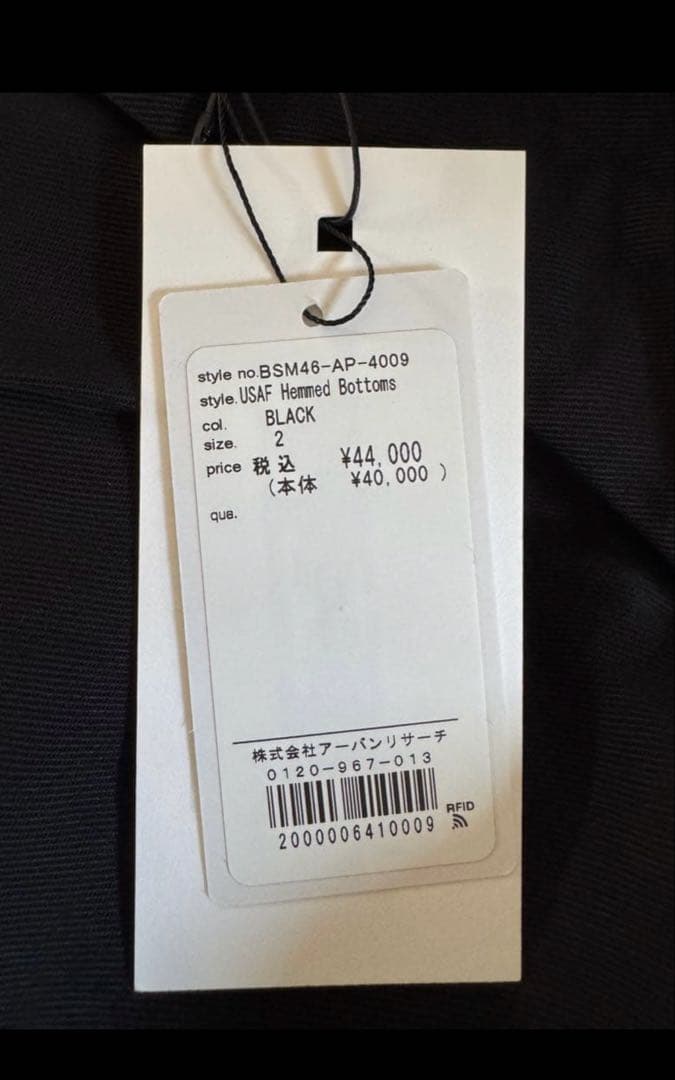 style no.BSM46-AP-4009
style.USAF Hemmed Bottoms
col. BLACK
size. 2
price 税込 ¥44,000
(本体 ¥40,000 )
qua.
株式会社アーバンリサーチ
0120-967-013
RFID
2000006410009